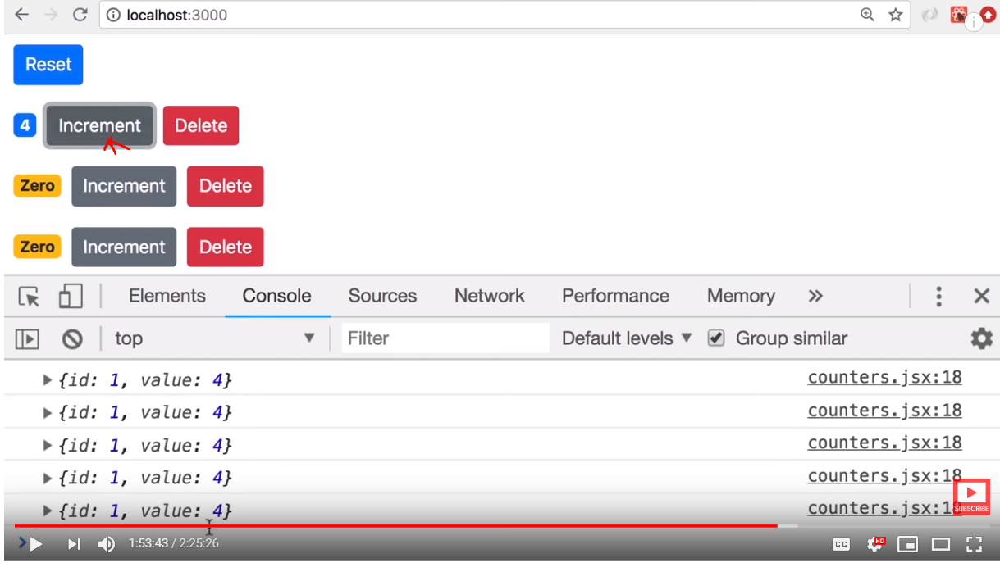 localhost:3000
Reset
4 Increment Delete
Zero Increment Delete
Zero Increment Delete
Elements Console Sources Network Performance Memory »
top Filter Default levels Group similar
{id: 1, value: 4} counters.jsx:18
{id: 1, value: 4} counters.jsx:18
{id: 1, value: 4} counters.jsx:18
{id: 1, value: 4} counters.jsx:18
{id: 1, value: 4} counters.jsx:18
SUBSCRIBE
1:53:43 / 2:25:26 CC HD